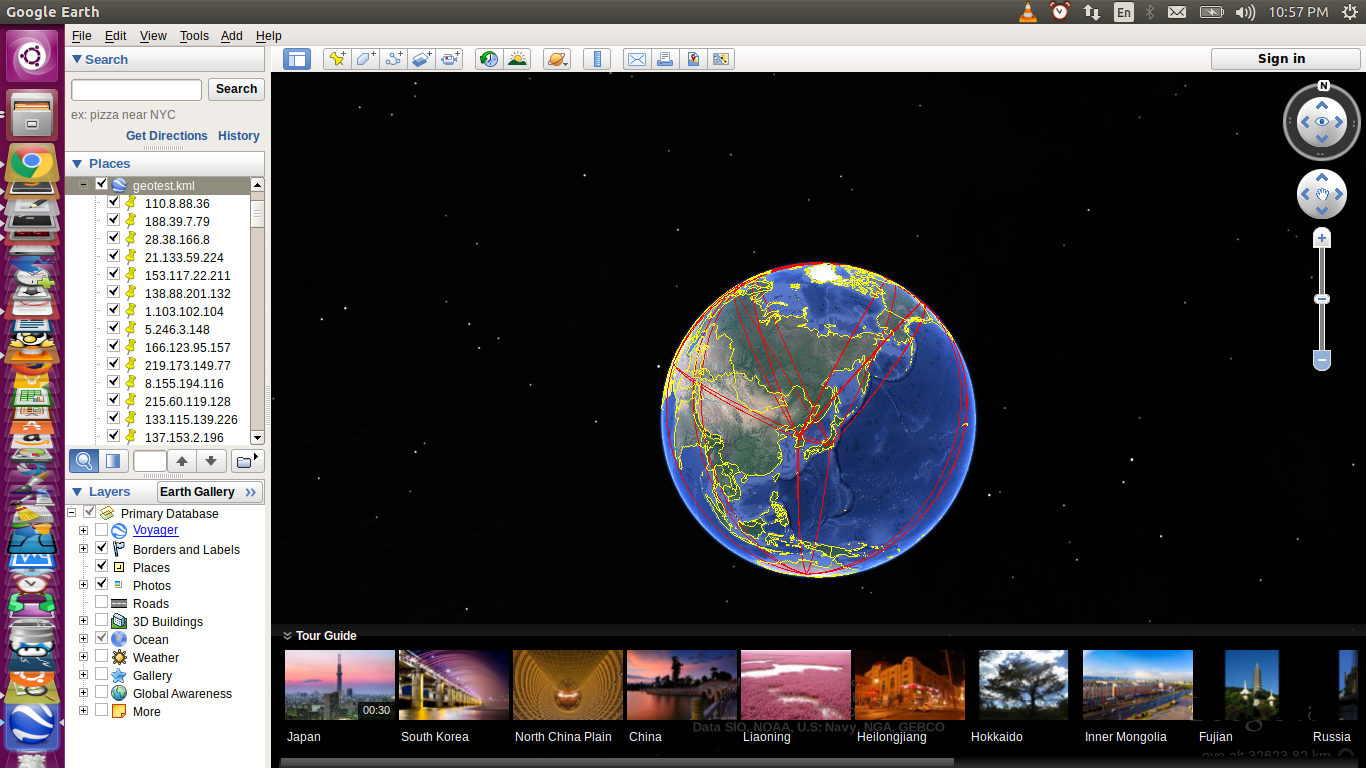 Google Earth
En
10:57 PM
File Edit View Tools Add Help
Search
Sign in
N
Search
ex: pizza near NYC
Get Directions History
Places
geotest.kml
110.8.88.36
188.39.7.79
28.38.166.8
21.133.59.224
153.117.22.211
138.88.201.132
1.103.102.104
5.246.3.148
166.123.95.157
219.173.149.77
8.155.194.116
215.60.119.128
133.115.139.226
137.153.2.196
Layers Earth Gallery »
Primary Database
Voyager
Borders and Labels
Places
Photos
Roads
3D Buildings
Ocean
Weather
Gallery
Global Awareness
More
Tour Guide
00:30
Data SIO, NOAA, U.S. Navy, NGA, GEBCO
Japan South Korea North China Plain China Liaoning Heilongjiang Hokkaido Inner Mongolia Fujian Russia
eye alt 32623.82 km